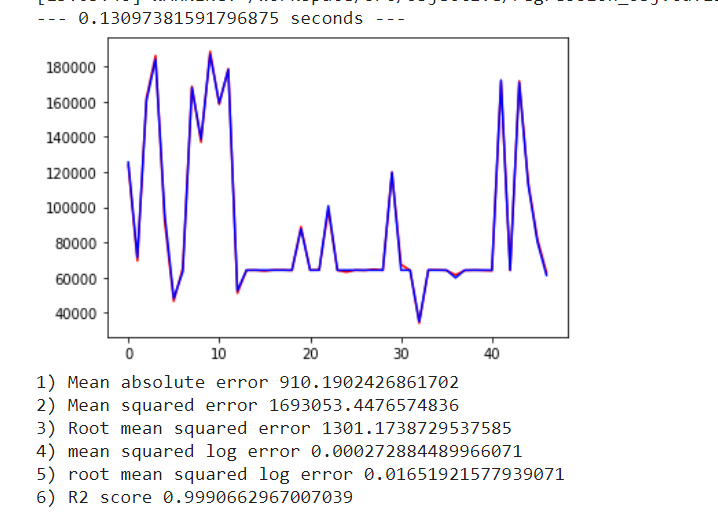 --- 0.13097381591796875 seconds ---
180000
160000
140000
120000
100000
80000
60000
40000
0 10 20 30 40
1) Mean absolute error 910.1902426861702
2) Mean squared error 1693053.4476574836
3) Root mean squared error 1301.1738729537585
4) mean squared log error 0.000272884489966071
5) root mean squared log error 0.01651921577939071
6) R2 score 0.9990662967007039